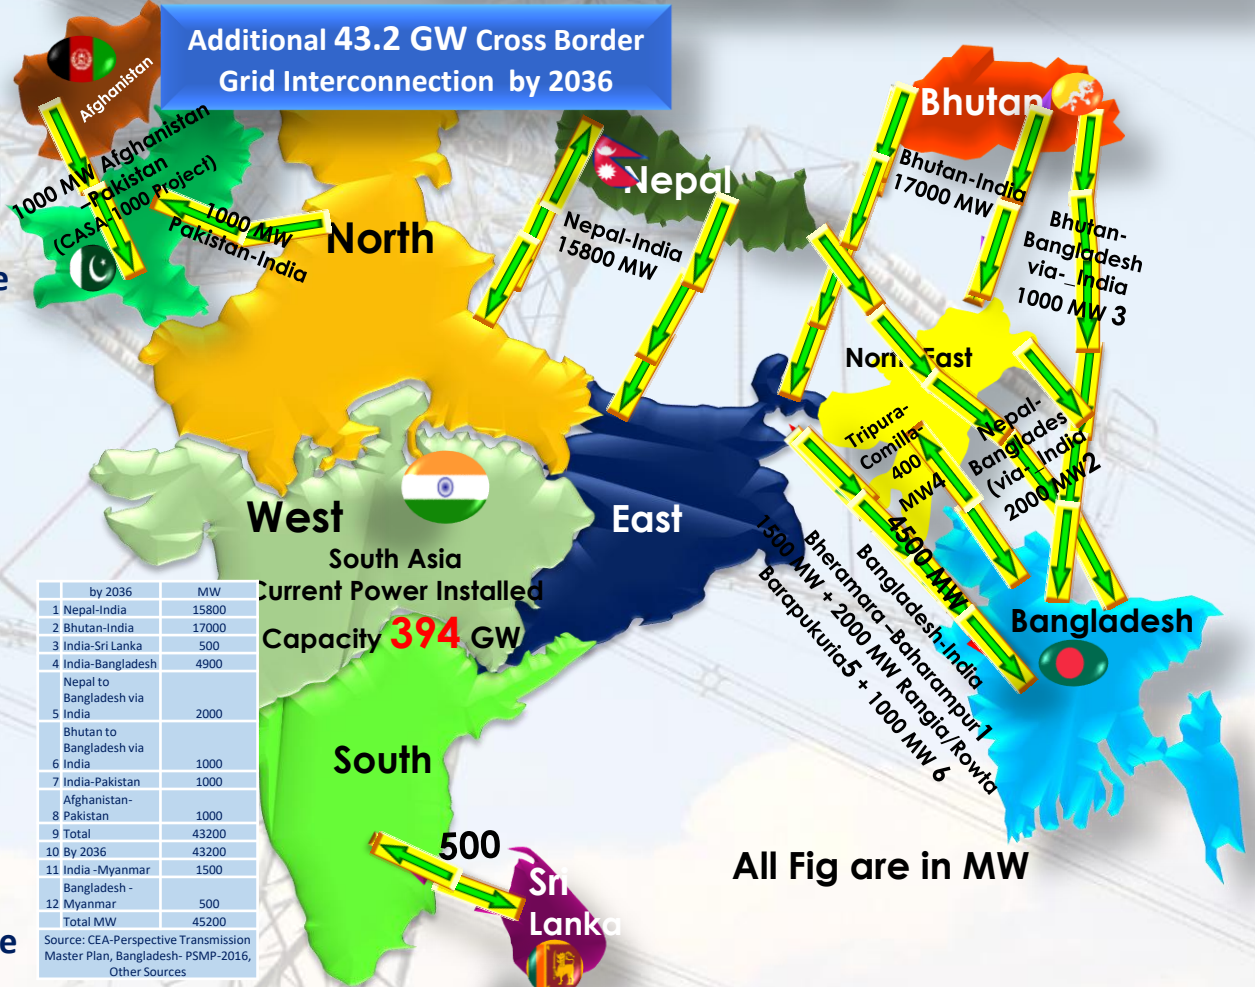 Additional 43.2 GW Cross Border
Grid Interconnection by 2036
Afghanistan
1000 MW Afghanistan
–Pakistan
(CASA-1000 Project)
1000 MW
Pakistan-India
North
Nepal
Nepal-India
15800 MW
Bhutan
Bhutan-India
17000 MW
Bhutan-
Bangladesh
via-_India
1000 MW 3
e
North East
Tripura-
Comilla-
400
MW4
Nepal-
Banglades
(via- India
2000 MW2
West
East
South Asia
Current Power Installed
Capacity 394 GW
4500 MW
Bangladesh-India
Bheramara –Baharampur1
1500 MW + 2000 MW Rangia/Rowta
Barapukuria5 + 1000 MW 6
Bangladesh
South
500
Sri
Lanka
All Fig are in MW
by 2036 MW
1 Nepal-India 15800
2 Bhutan-India 17000
3 India-Sri Lanka 500
4 India-Bangladesh 4900
Nepal to
Bangladesh via
5 India 2000
Bhutan to
Bangladesh via
6 India 1000
7 India-Pakistan 1000
Afghanistan-
8 Pakistan 1000
9 Total 43200
10 By 2036 43200
11 India -Myanmar 1500
Bangladesh -
12 Myanmar 500
Total MW 45200
Source: CEA-Perspective Transmission
Master Plan, Bangladesh- PSMP-2016,
Other Sources
e